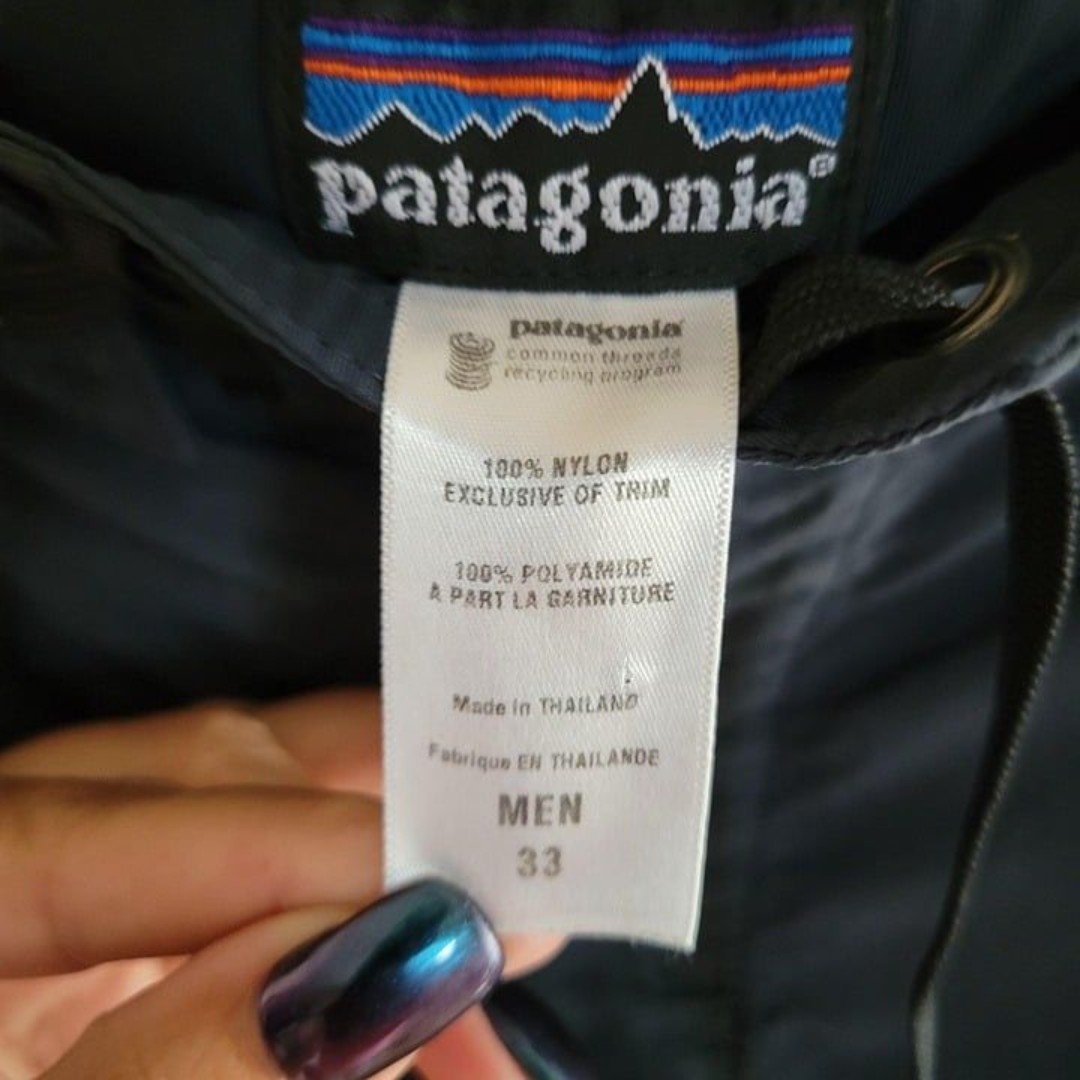 patagonia®
patagonia
common threads
recycling program
100% NYLON
EXCLUSIVE OF TRIM
100% POLYAMIDE
A PART LA GARNITURE
Made in THAILAND
Fabrique EN THAILANDE
MEN
33